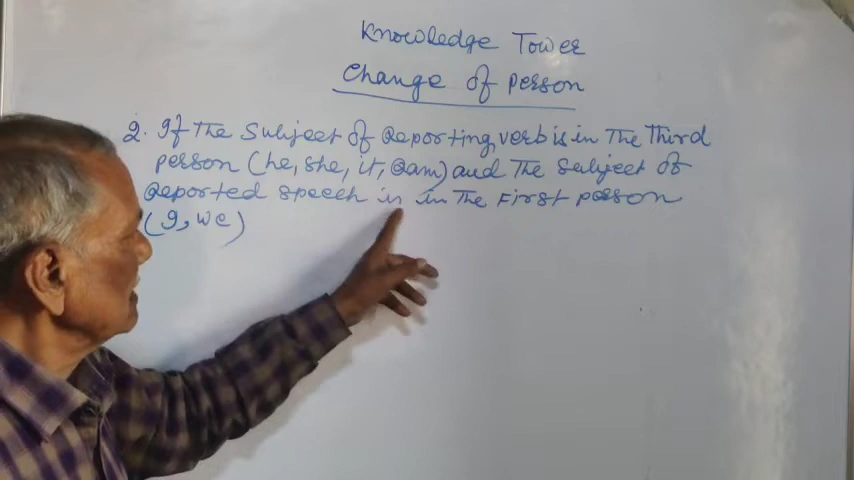 Knowledge Tower
Change of person
2. If The Subject of Reporting verb is in The Third
person (he, she, it, Ram) and The Subject of
Reported speech is in The First person
(I, we)